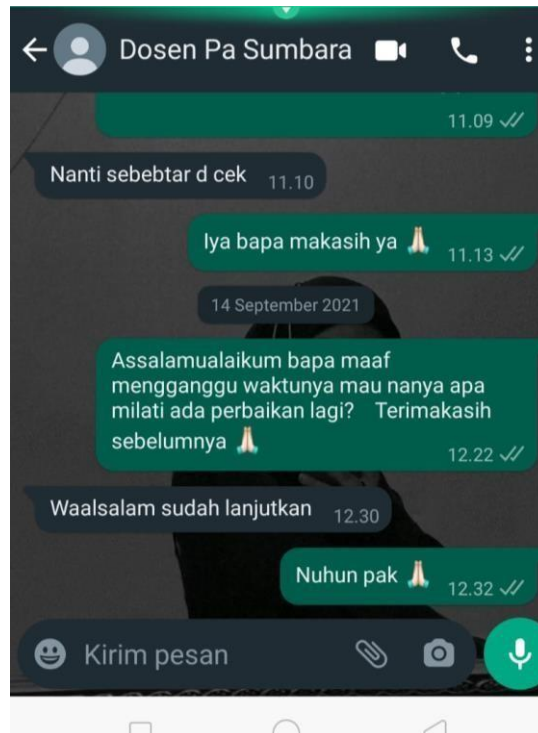 Dosen Pa Sumbara
11.09
Nanti sebebtar d cek 11.10
Iya bapa makasih ya 🙏🏻 11.13
14 September 2021
Assalamualaikum bapa maaf
mengganggu waktunya mau nanya apa
milati ada perbaikan lagi? Terimakasih
sebelumnya 🙏🏻 12.22
Waalsalam sudah lanjutkan 12.30
Nuhun pak 🙏🏻 12.32
Kirim pesan